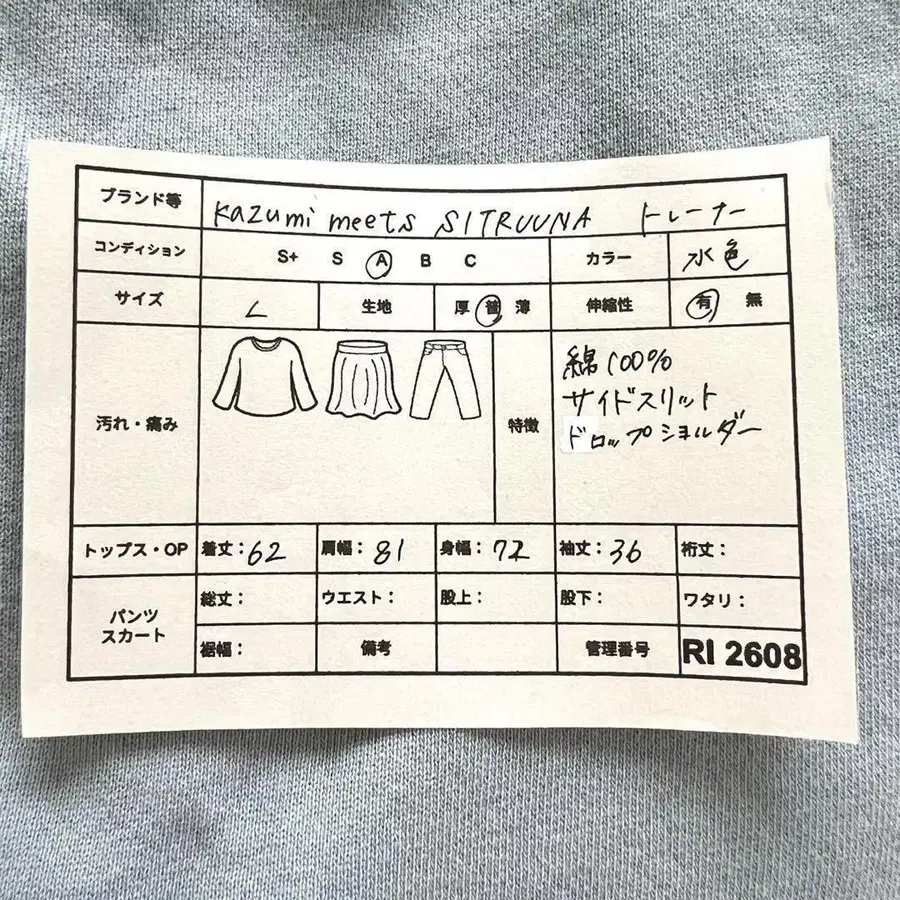 ブランド等 kazumi meets SITRUUNA トレーナー
コンディション S+ S A B C カラー 水色
サイズ L 生地 厚 普 薄 伸縮性 有 無
汚れ・痛み 特徴
綿100%
サイドスリット
ドロップショルダー
トップス・OP 着丈：62 肩幅：81 身幅：72 袖丈：36 裄丈：
パンツ スカート
総丈： ウエスト： 股上： 股下： ワタリ：
裾幅： 備考 管理番号 RI 2608